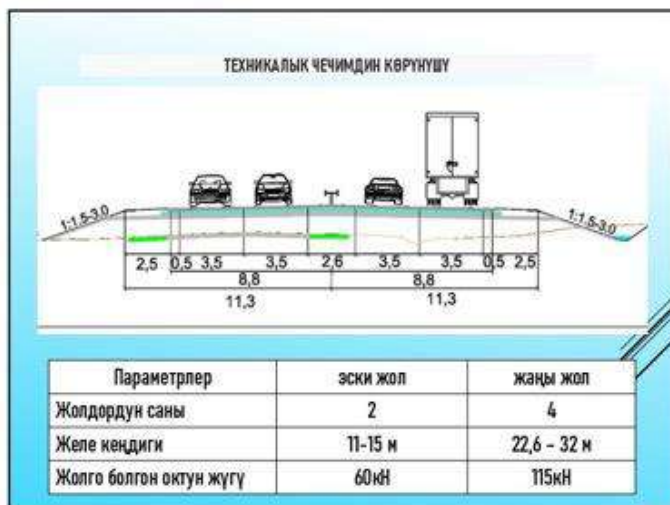 ТЕХНИКАЛЫК ЧЕЧИМДИН КӨРҮНҮШҮ
1:1.5-3.0
1:1.5-3.0
2,5 0,5 3,5 3,5 2,6 3,5 3,5 0,5 2,5
8,8 8,8
11,3 11,3
Параметрлер эски жол жаңы жол
Жолдордун саны 2 4
Желе кеңдиги 11-15 м 22,6 – 32 м
Жолго болгон октун жүгү 60кН 115кН